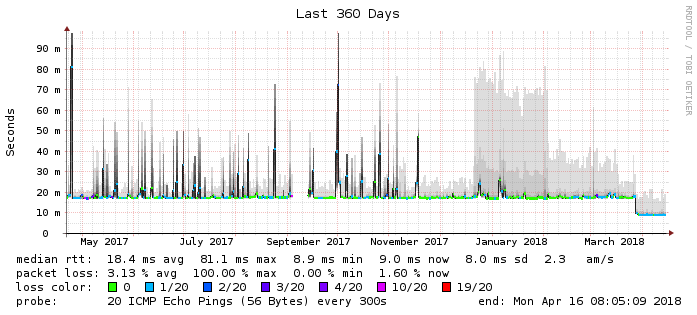 Last 360 Days
RRDTOOL / TOBI OETIKER
Seconds
90 m
80 m
70 m
60 m
50 m
40 m
30 m
20 m
10 m
0
May 2017 July 2017 September 2017 November 2017 January 2018 March 2018
median rtt: 18.4 ms avg 81.1 ms max 8.9 ms min 9.0 ms now 8.0 ms sd 2.3 am/s
packet loss: 3.13 % avg 100.00 % max 0.00 % min 1.60 % now
loss color: 0 1/20 2/20 3/20 4/20 10/20 19/20
probe: 20 ICMP Echo Pings (56 Bytes) every 300s end: Mon Apr 16 08:05:09 2018